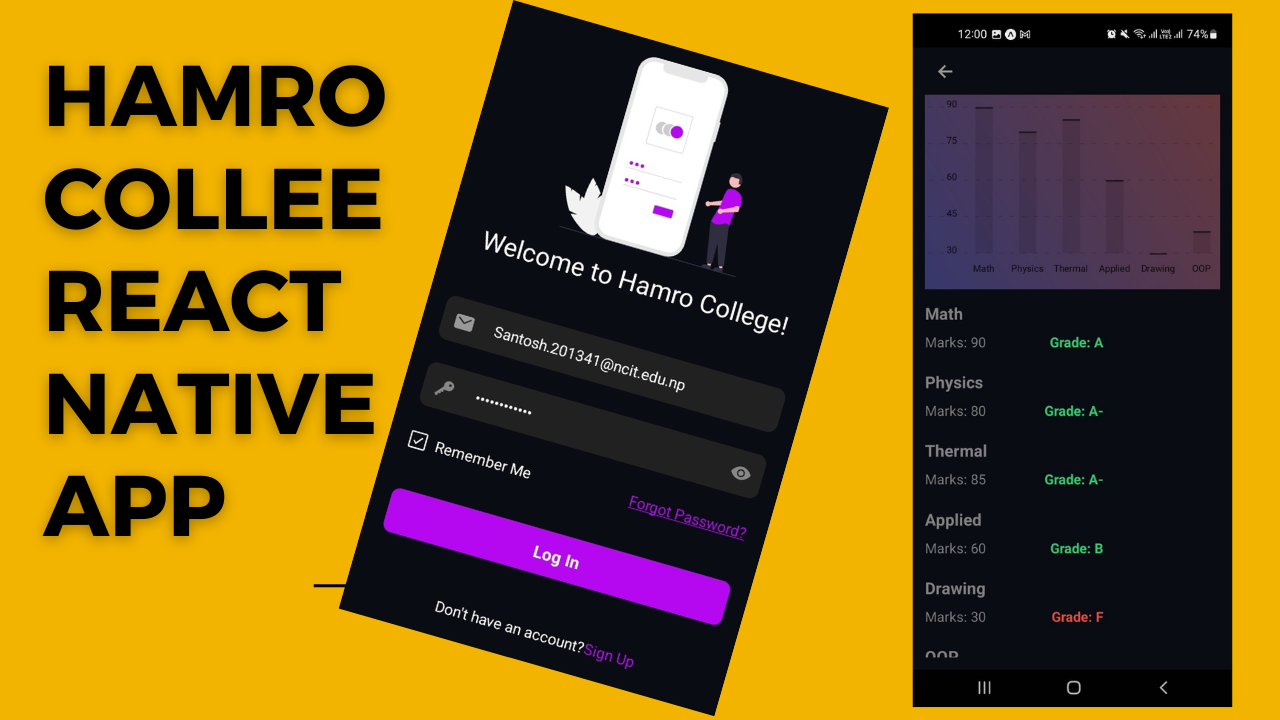 HAMRO
COLLEE
REACT
NATIVE
APP
Welcome to Hamro College!
Santosh.201341@ncit.edu.np
••••••••••••
Remember Me
Forgot Password?
Log In
Don't have an account?Sign Up
12:00 74%
90
75
60
45
30
Math Physics Thermal Applied Drawing OOP
Math
Marks: 90 Grade: A
Physics
Marks: 80 Grade: A-
Thermal
Marks: 85 Grade: A-
Applied
Marks: 60 Grade: B
Drawing
Marks: 30 Grade: F
OOP